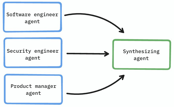 Software engineer
agent
Security engineer
agent
Product manager
agent
Synthesizing
agent